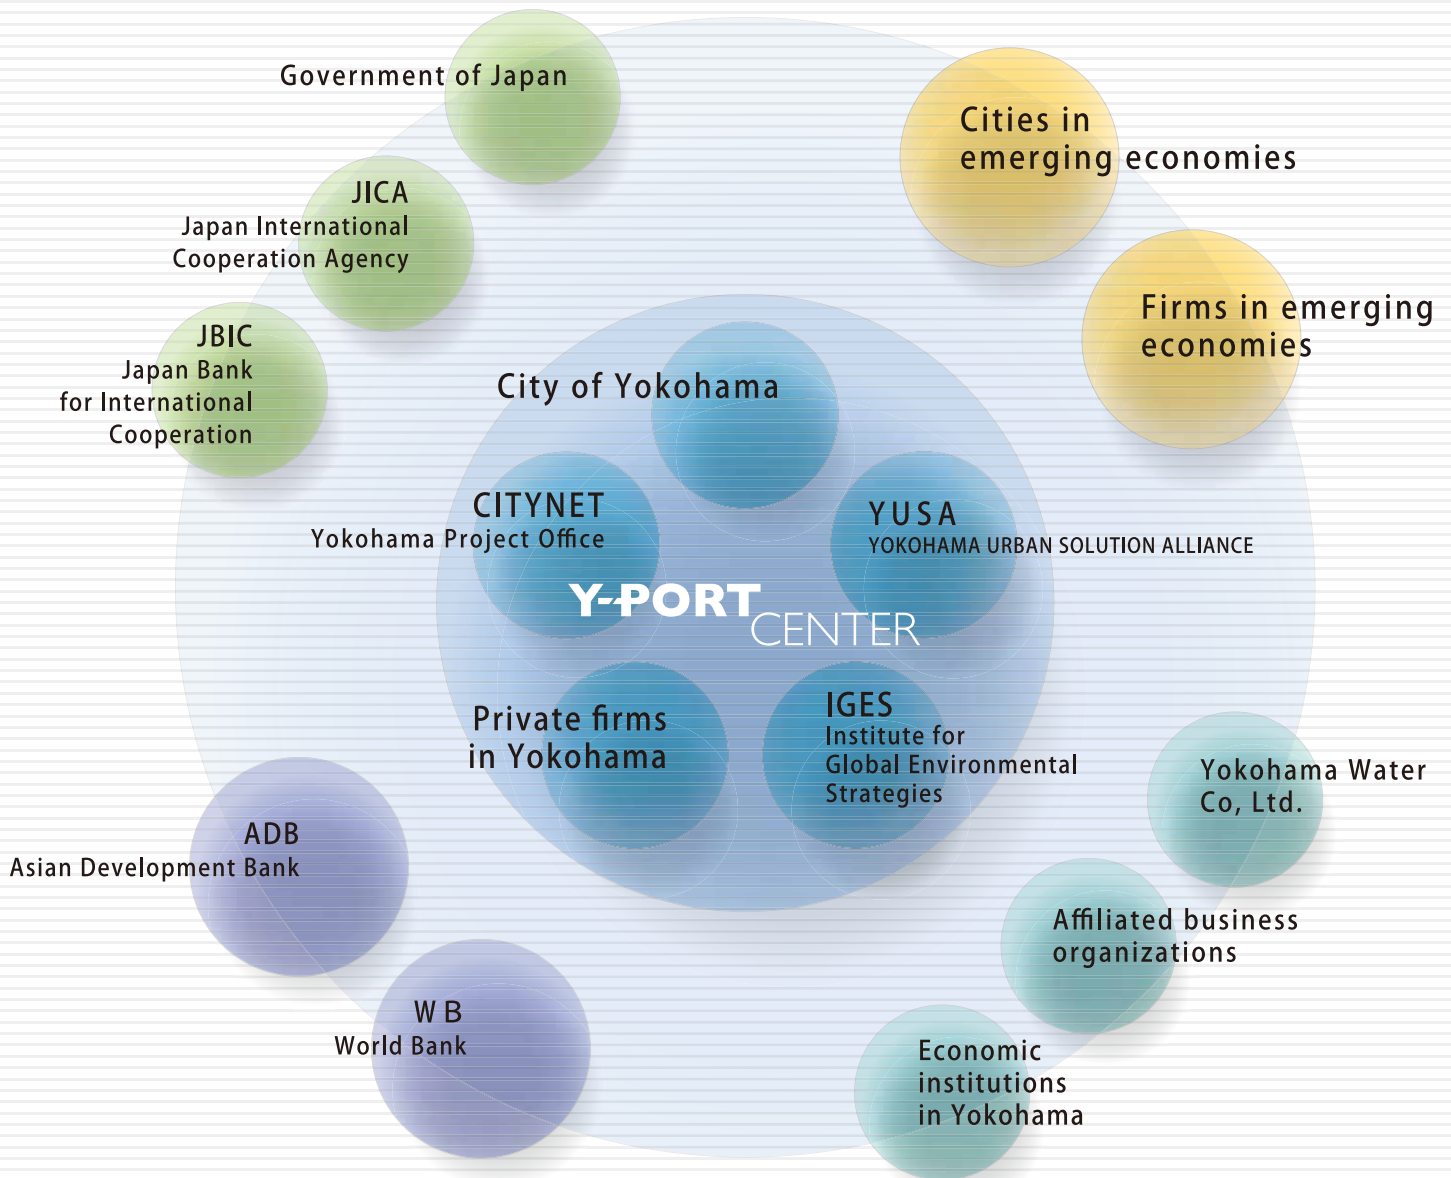 Government of Japan
Cities in
emerging economies
JICA
Japan International
Cooperation Agency
Firms in emerging
economies
JBIC
Japan Bank
for International
Cooperation
City of Yokohama
CITYNET
Yokohama Project Office
YUSA
YOKOHAMA URBAN SOLUTION ALLIANCE
Y-PORT
CENTER
Private firms
in Yokohama
IGES
Institute for
Global Environmental
Strategies
Yokohama Water
Co, Ltd.
ADB
Asian Development Bank
Affiliated business
organizations
WB
World Bank
Economic
institutions
in Yokohama